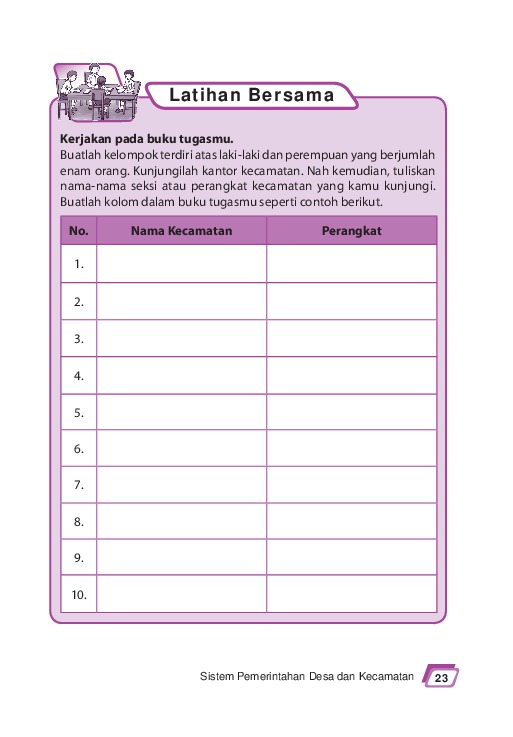 Latihan Bersama
Kerjakan pada buku tugasmu.
Buatlah kelompok terdiri atas laki-laki dan perempuan yang berjumlah
enam orang. Kunjungilah kantor kecamatan. Nah kemudian, tuliskan
nama-nama seksi atau perangkat kecamatan yang kamu kunjungi.
Buatlah kolom dalam buku tugasmu seperti contoh berikut.
No. Nama Kecamatan Perangkat
1.
2.
3.
4.
5.
6.
7.
8.
9.
10.
Sistem Pemerintahan Desa dan Kecamatan 23